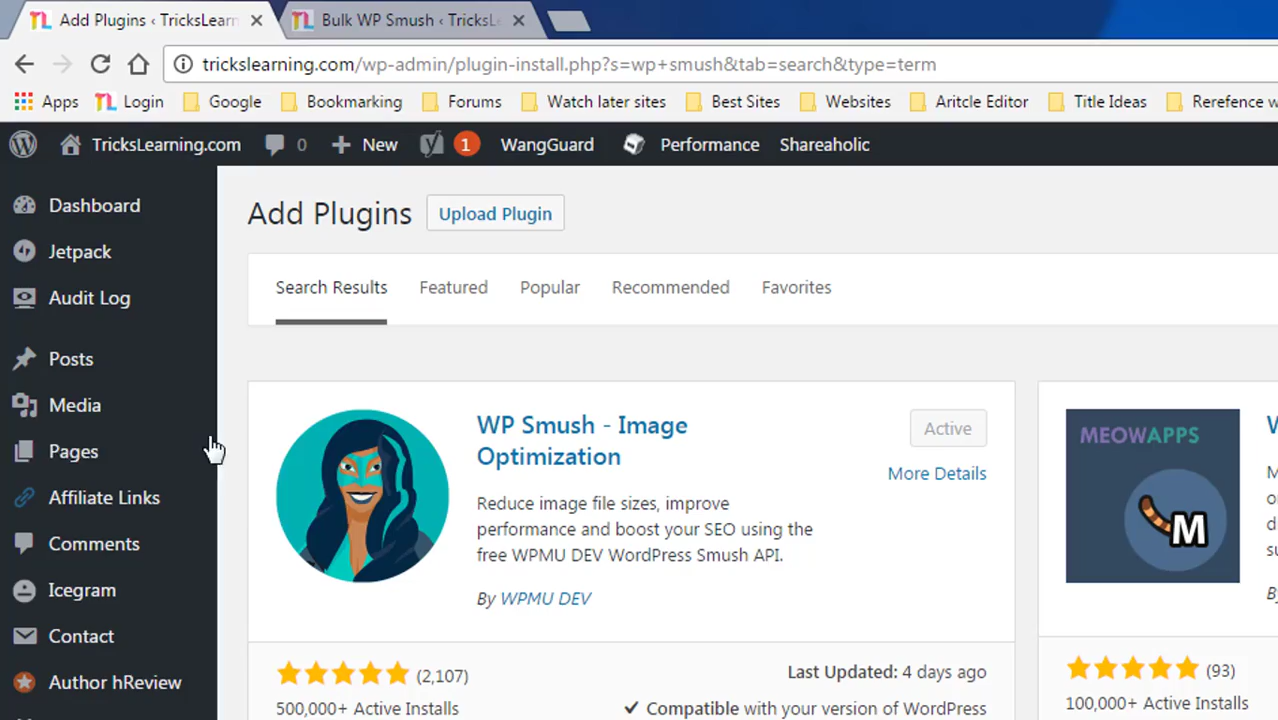 Add Plugins ‹ TricksLearn
Bulk WP Smush ‹ TricksLe
trickslearning.com/wp-admin/plugin-install.php?s=wp+smush&tab=search&type=term
Apps Login Google Bookmarking Forums Watch later sites Best Sites Websites Aritcle Editor Title Ideas Rerefence w
TricksLearning.com 0 New 1 WangGuard Performance Shareaholic
Dashboard
Jetpack
Audit Log
Posts
Media
Pages
Affiliate Links
Comments
Icegram
Contact
Author hReview
Add Plugins Upload Plugin
Search Results Featured Popular Recommended Favorites
WP Smush - Image
Optimization
Active
More Details
Reduce image file sizes, improve
performance and boost your SEO using the
free WPMU DEV WordPress Smush API.
By WPMU DEV
(2,107)
500,000+ Active Installs
Last Updated: 4 days ago
Compatible with your version of WordPress
MEOWAPPS
M
(93)
100,000+ Active Installs